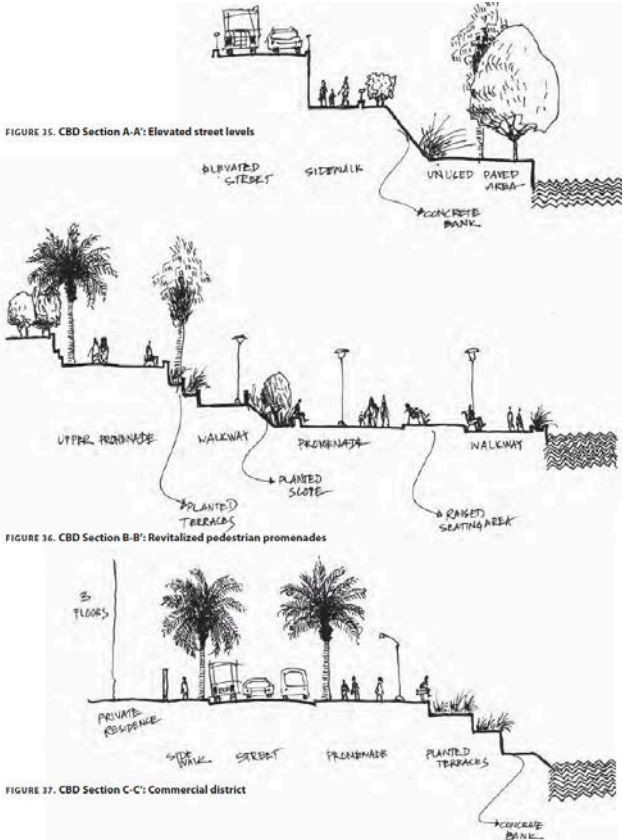 FIGURE 35. CBD Section A-A': Elevated street levels
ELEVATED
STREET
SIDEWALK
UNUSED PAVED
AREA
CONCRETE
BANK
UPPER PROMENADE
WALKWAY
PROMENADE
WALKWAY
PLANTED
SLOPE
PLANTED
TERRACES
RAISED
SEATING AREA
FIGURE 36. CBD Section B-B': Revitalized pedestrian promenades
3
FLOORS
PRIVATE
RESIDENCE
SIDE
WALK
STREET
PROMENADE
PLANTED
TERRACES
FIGURE 37. CBD Section C-C': Commercial district
CONCRETE
BANK